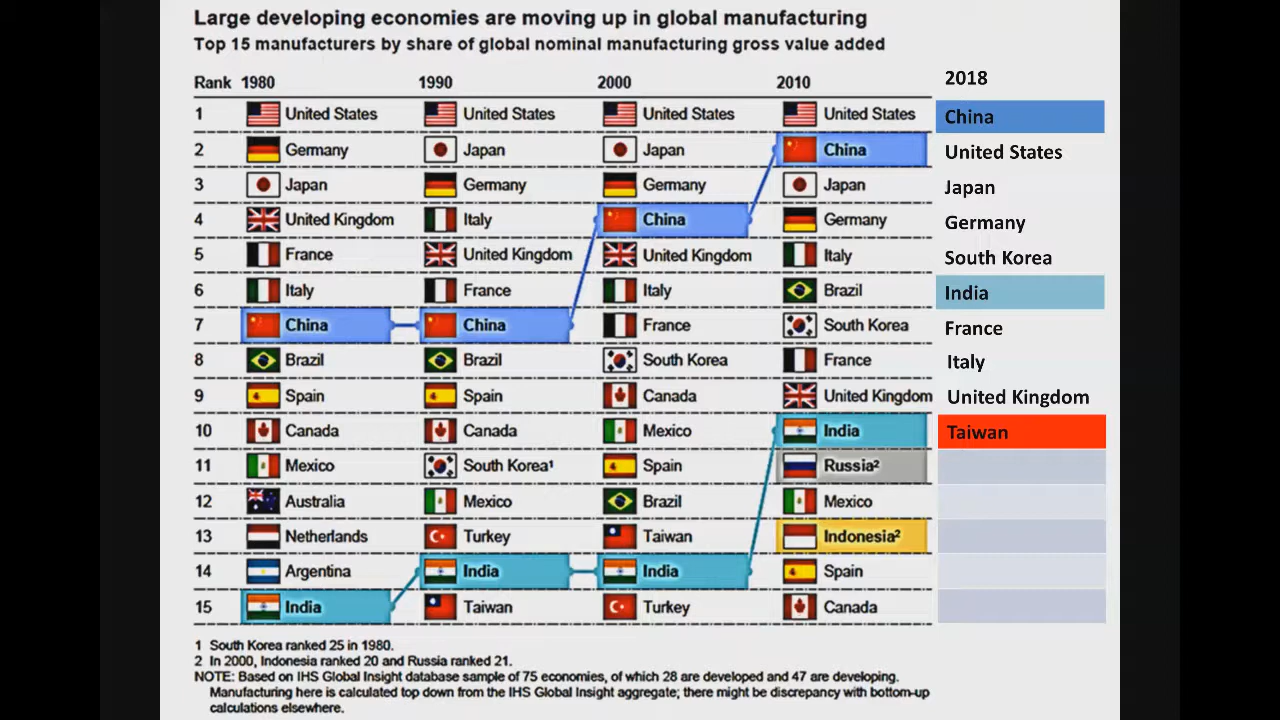 Large developing economies are moving up in global manufacturing
Top 15 manufacturers by share of global nominal manufacturing gross value added
Rank 1980 1990 2000 2010 2018
1 United States United States United States United States China
2 Germany Japan Japan China United States
3 Japan Germany Germany Japan Japan
4 United Kingdom Italy China Germany Germany
5 France United Kingdom United Kingdom Italy South Korea
6 Italy France Italy Brazil India
7 China China France South Korea France
8 Brazil Brazil South Korea France Italy
9 Spain Spain Canada United Kingdom United Kingdom
10 Canada Canada Mexico India Taiwan
11 Mexico South Korea¹ Spain Russia²
12 Australia Mexico Brazil Mexico
13 Netherlands Turkey Taiwan Indonesia²
14 Argentina India India Spain
15 India Taiwan Turkey Canada
1 South Korea ranked 25 in 1980.
2 In 2000, Indonesia ranked 20 and Russia ranked 21.
NOTE: Based on IHS Global Insight database sample of 75 economies, of which 28 are developed and 47 are developing.
Manufacturing here is calculated top down from the IHS Global Insight aggregate; there might be discrepancy with bottom-up
calculations elsewhere.